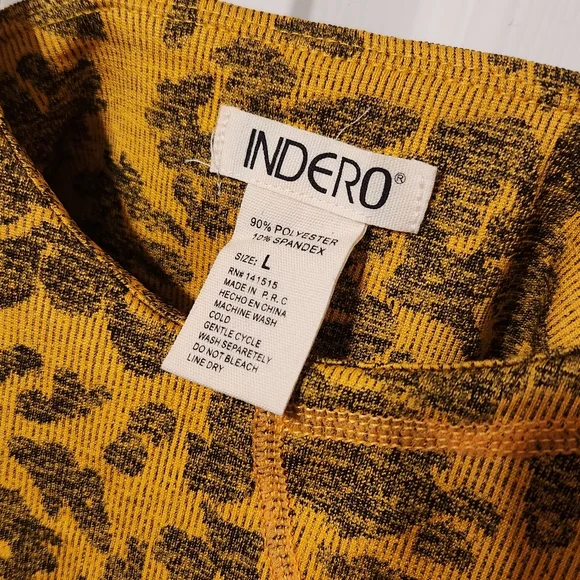 INDERO®
90% POLYESTER
10% SPANDEX
SIZE: L
RN# 141515
MADE IN P.R.C
HECHO EN CHINA
MACHINE WASH
COLD
GENTLE CYCLE
WASH SEPARETELY
DO NOT BLEACH
LINE DRY